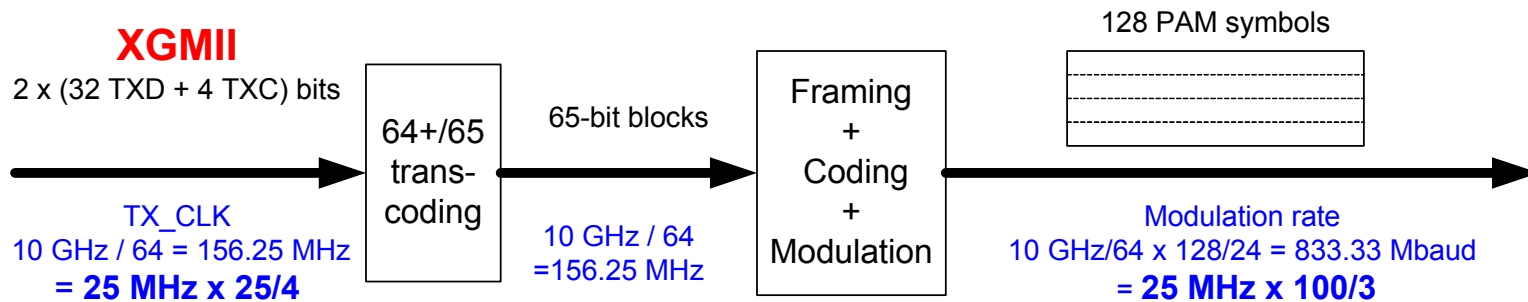 XGMII
2 x (32 TXD + 4 TXC) bits
TX_CLK
10 GHz / 64 = 156.25 MHz
= 25 MHz x 25/4
64+/65
trans-
coding
65-bit blocks
10 GHz / 64
=156.25 MHz
Framing
+
Coding
+
Modulation
128 PAM symbols
Modulation rate
10 GHz/64 x 128/24 = 833.33 Mbaud
= 25 MHz x 100/3